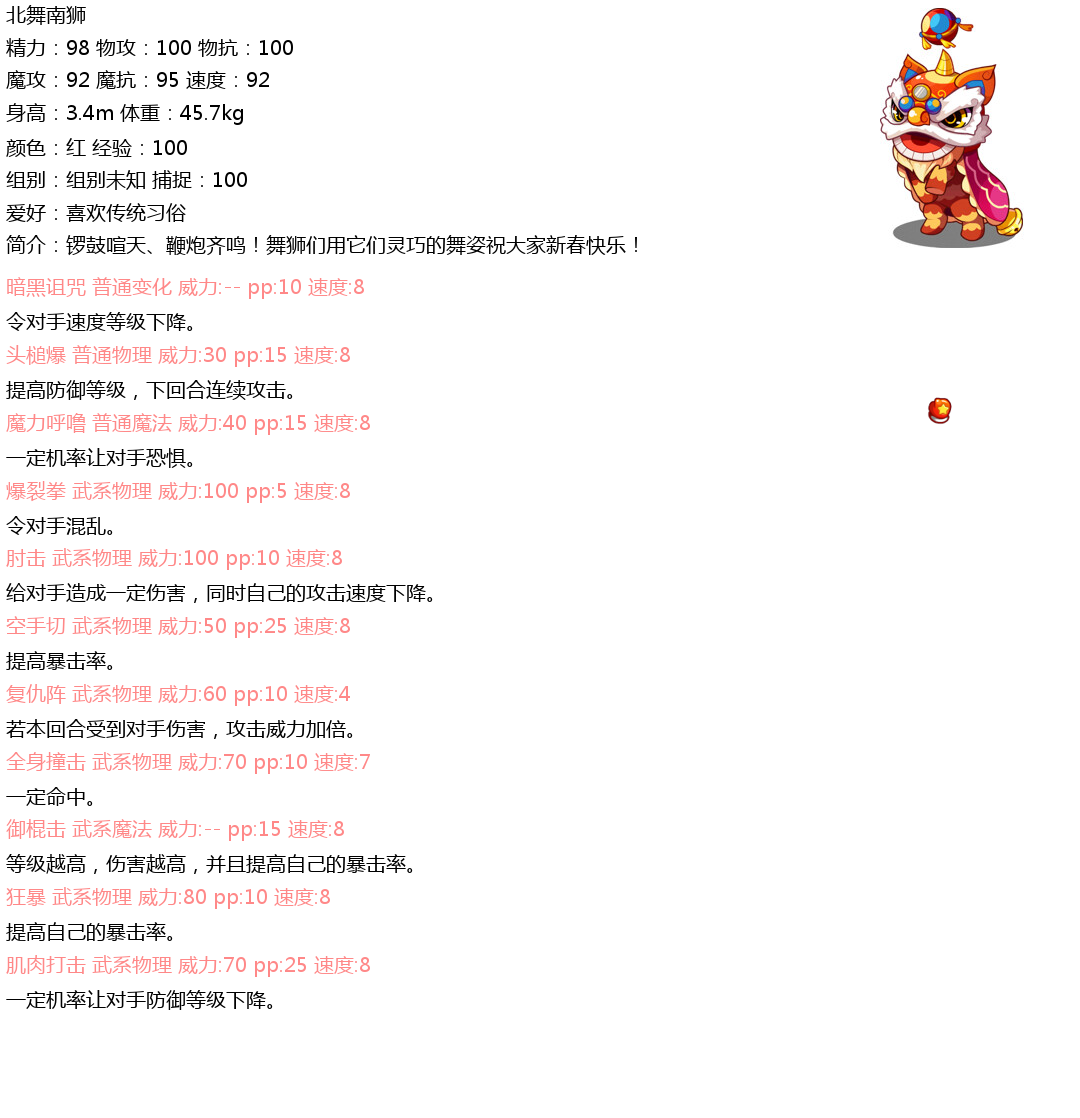 北舞南狮
精力：98 物攻：100 物抗：100
魔攻：92 魔抗：95 速度：92
身高：3.4m 体重：45.7kg
颜色：红 经验：100
组别：组别未知 捕捉：100
爱好：喜欢传统习俗
简介：锣鼓喧天、鞭炮齐鸣！舞狮们用它们灵巧的舞姿祝大家新春快乐！
暗黑诅咒 普通变化 威力:-- pp:10 速度:8
令对手速度等级下降。
头槌爆 普通物理 威力:30 pp:15 速度:8
提高防御等级，下回合连续攻击。
魔力呼噜 普通魔法 威力:40 pp:15 速度:8
一定机率让对手恐惧。
爆裂拳 武系物理 威力:100 pp:5 速度:8
令对手混乱。
肘击 武系物理 威力:100 pp:10 速度:8
给对手造成一定伤害，同时自己的攻击速度下降。
空手切 武系物理 威力:50 pp:25 速度:8
提高暴击率。
复仇阵 武系物理 威力:60 pp:10 速度:4
若本回合受到对手伤害，攻击威力加倍。
全身撞击 武系物理 威力:70 pp:10 速度:7
一定命中。
御棍击 武系魔法 威力:-- pp:15 速度:8
等级越高，伤害越高，并且提高自己的暴击率。
狂暴 武系物理 威力:80 pp:10 速度:8
提高自己的暴击率。
肌肉打击 武系物理 威力:70 pp:25 速度:8
一定机率让对手防御等级下降。